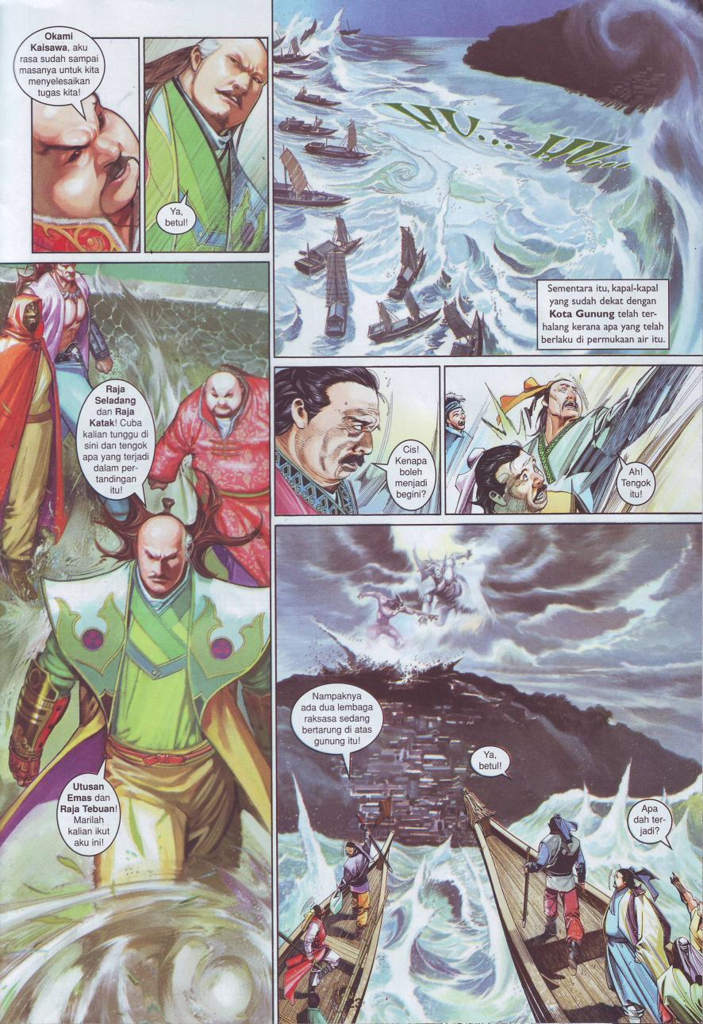 Okami
Kaisawa, aku
rasa sudah sampai
masanya untuk kita
menyelesaikan
tugas kita!
Ya,
betul!
HU... HU...
Sementara itu, kapal-kapal
yang sudah dekat dengan
Kota Gunung telah ter-
halang kerana apa yang telah
berlaku di permukaan air itu.
Raja
Seladang
dan Raja
Katak! Cuba
kalian tunggu di
sini dan tengok
apa yang terjadi
dalam per-
tandingan
itu!
Utusan
Emas dan
Raja Tebuan!
Marilah
kalian ikut
aku ini!
Cis!
Kenapa
boleh
menjadi
begini?
Ah!
Tengok
itu!
Nampaknya
ada dua lembaga
raksasa sedang
bertarung di atas
gunung itu!
Ya,
betul!
Apa
dah ter-
jadi?